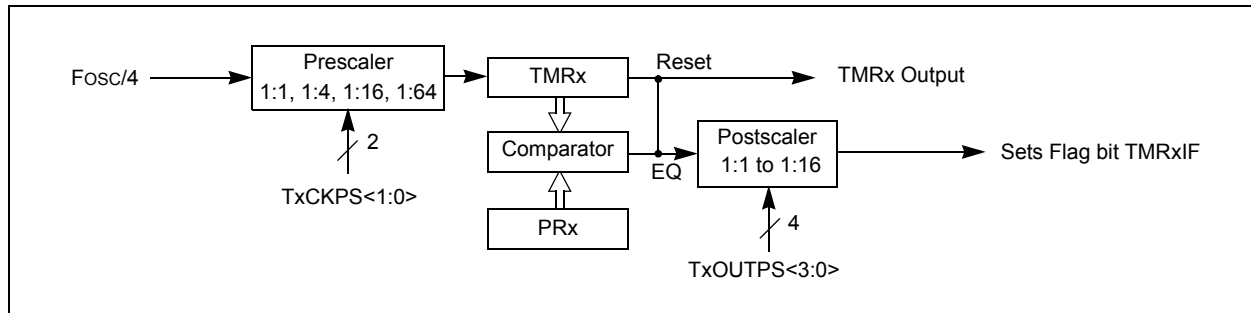 Fosc/4
Prescaler
1:1, 1:4, 1:16, 1:64
2
TxCKPS<1:0>
TMRx
Reset
TMRx Output
Comparator
EQ
PRx
Postscaler
1:1 to 1:16
Sets Flag bit TMRxIF
4
TxOUTPS<3:0>